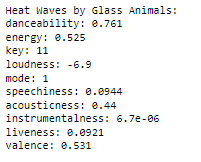 Heat Waves by Glass Animals:
danceability: 0.761
energy: 0.525
key: 11
loudness: -6.9
mode: 1
speechiness: 0.0944
acousticness: 0.44
instrumentalness: 6.7e-06
liveness: 0.0921
valence: 0.531